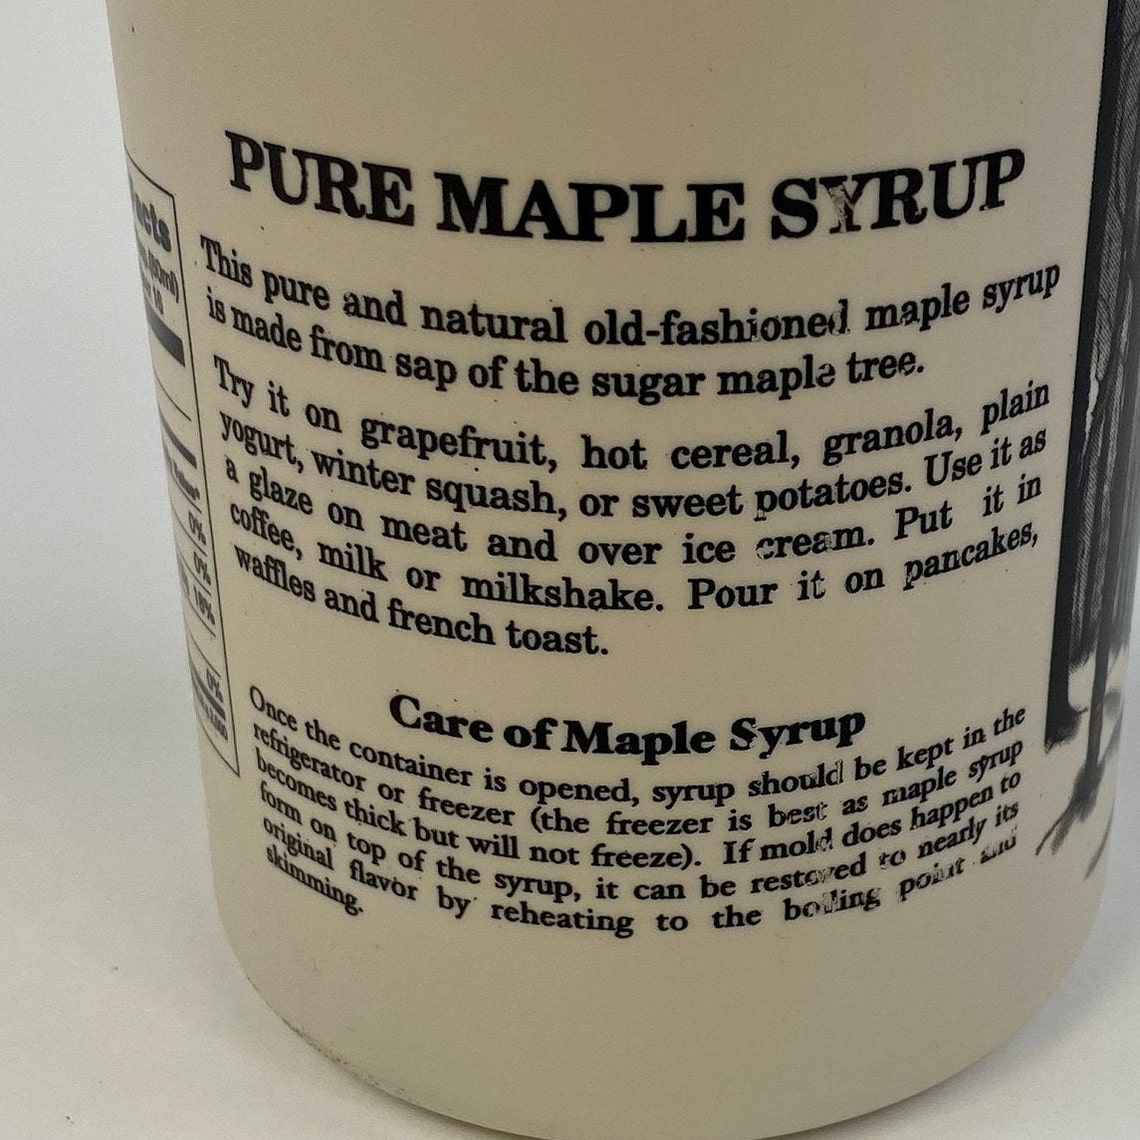 PURE MAPLE SYRUP
This pure and natural old-fashioned maple syrup
is made from sap of the sugar maple tree.
Try it on grapefruit, hot cereal, granola, plain
yogurt, winter squash, or sweet potatoes. Use it as
a glaze on meat and over ice cream. Put it in
coffee, milk or milkshake. Pour it on pancakes,
waffles and french toast.
Care of Maple Syrup
Once the container is opened, syrup should be kept in the
refrigerator or freezer (the freezer is best as maple syrup
becomes thick but will not freeze). If mold does happen to
form on top of the syrup, it can be restored to nearly its
original flavor by reheating to the boiling point and
skimming.
0%
0%
10%
0%